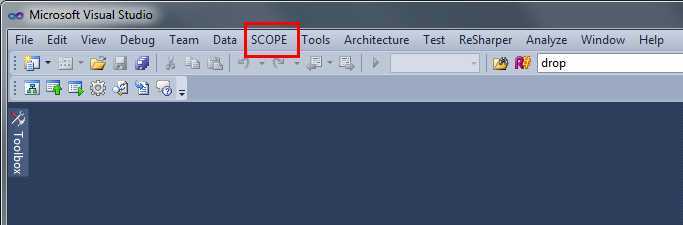 Microsoft Visual Studio
File Edit View Debug Team Data SCOPE Tools Architecture Test ReSharper Analyze Window Help
R# drop
Toolbox